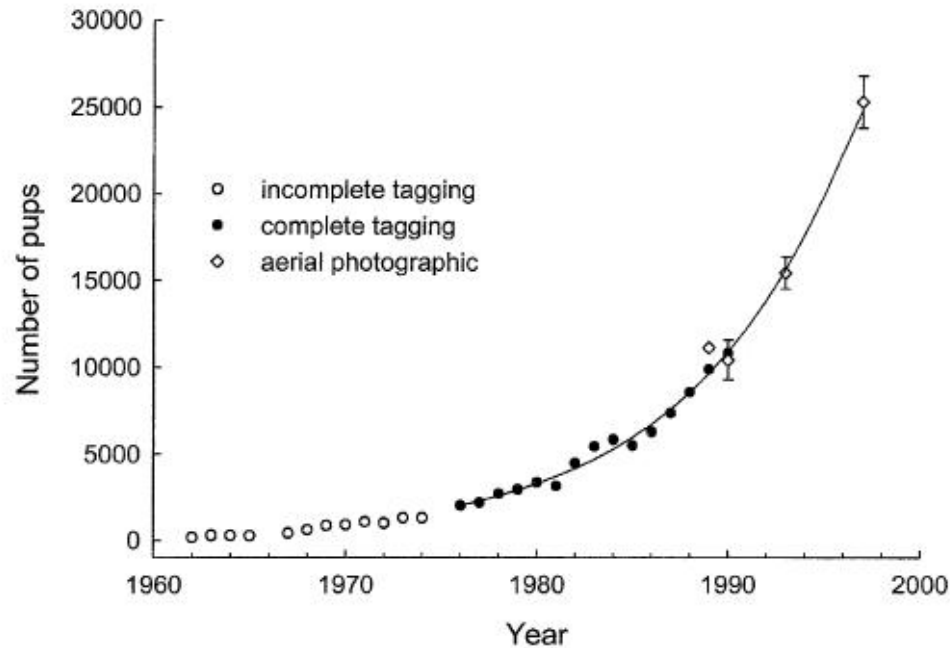 30000
25000
20000
15000
10000
5000
0
Number of pups
incomplete tagging
complete tagging
aerial photographic
1960 1970 1980 1990 2000
Year